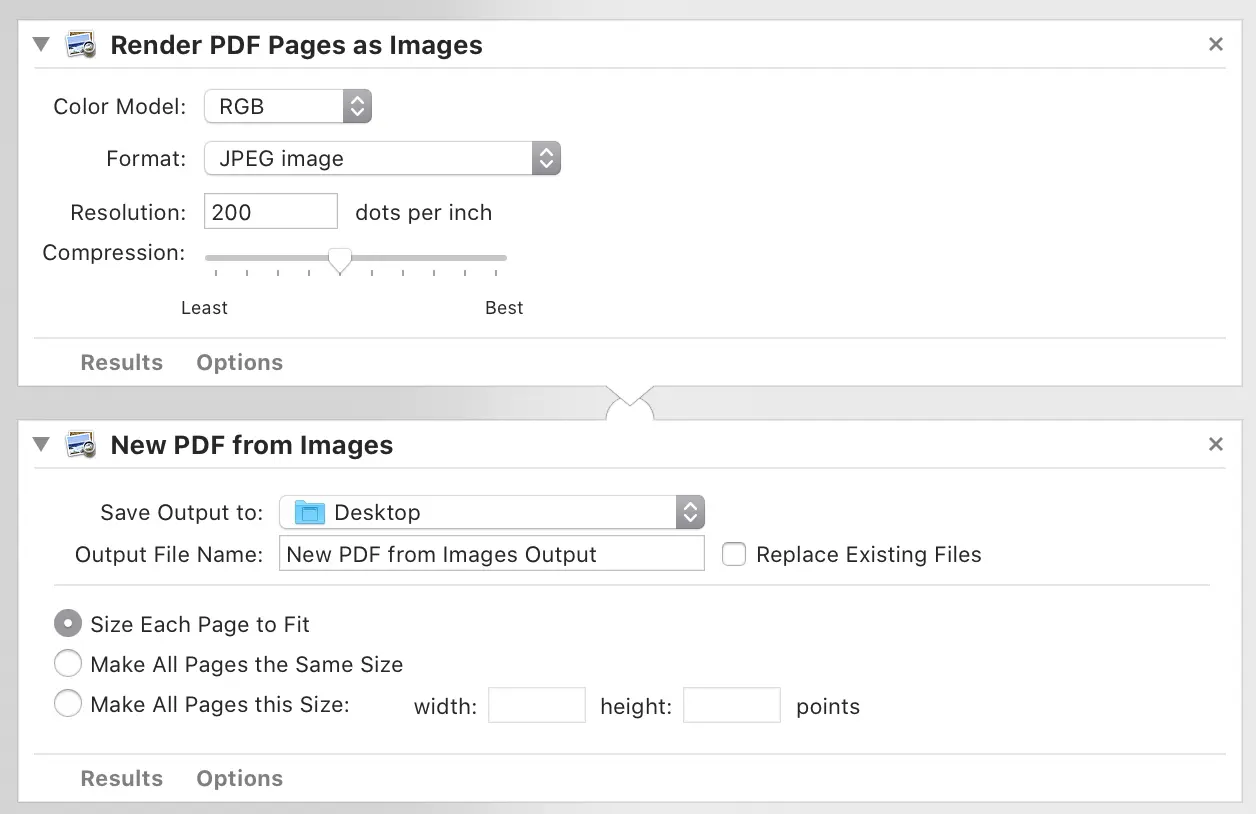 Render PDF Pages as Images
Color Model: RGB
Format: JPEG image
Resolution: 200 dots per inch
Compression:
Least Best
Results Options
New PDF from Images
Save Output to: Desktop
Output File Name: New PDF from Images Output Replace Existing Files
Size Each Page to Fit
Make All Pages the Same Size
Make All Pages this Size: width: height: points
Results Options